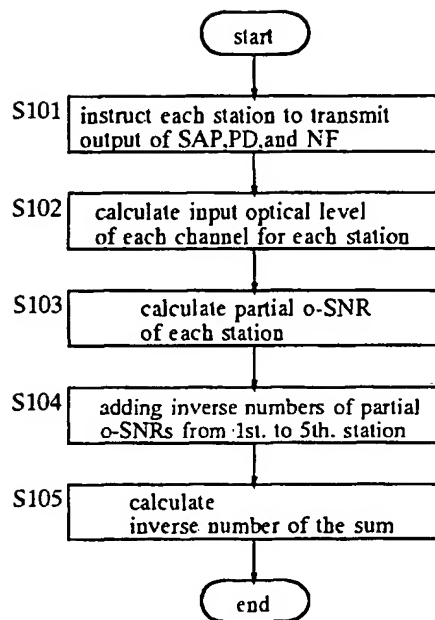 start
S101
instruct each station to transmit
output of SAP,PD,and NF
S102
calculate input optical level
of each channel for each station
S103
calculate partial o-SNR
of each station
S104
adding inverse numbers of partial
o-SNRs from 1st. to 5th. station
S105
calculate
inverse number of the sum
end